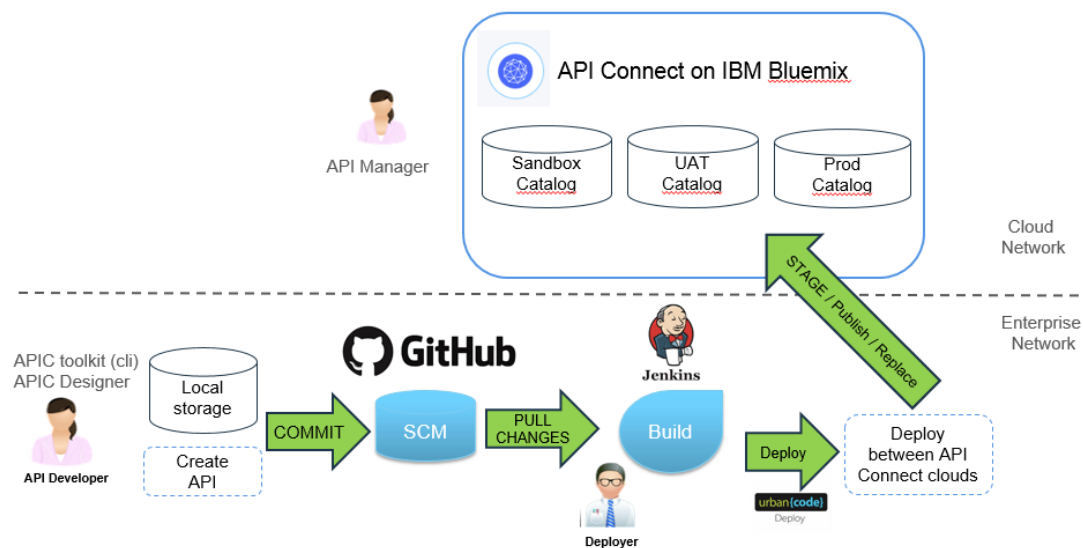 API Connect on IBM Bluemix
API Manager
Sandbox
Catalog
UAT
Catalog
Prod
Catalog
Cloud
Network
STAGE / Publish / Replace
Enterprise
Network
APIC toolkit (cli)
APIC Designer
API Developer
Local
storage
Create
API
COMMIT
GitHub
SCM
PULL
CHANGES
Jenkins
Build
Deployer
Deploy
urban{code}
Deploy
Deploy
between API
Connect clouds